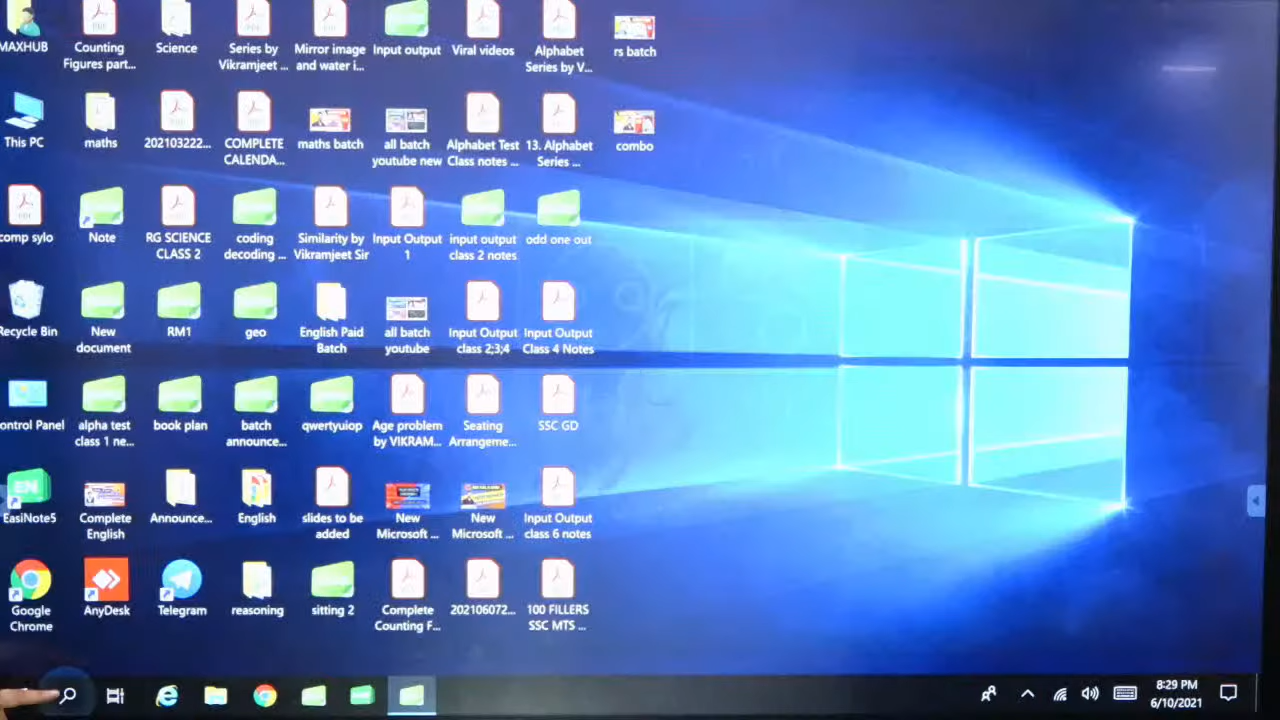 MAXHUB
Counting
Figures part...
Science
Series by
Vikramjeet ...
Mirror image
and water i...
Input output
Viral videos
Alphabet
Series by V...
rs batch
This PC
maths
202103222...
COMPLETE
CALENDA...
maths batch
all batch
youtube new
Alphabet Test
Class notes ...
13. Alphabet
Series ...
combo
comp sylo
Note
RG SCIENCE
CLASS 2
coding
decoding ...
Similarity by
Vikramjeet Sir
Input Output
1
input output
class 2 notes
odd one out
Recycle Bin
New
document
RM1
geo
English Paid
Batch
all batch
youtube
Input Output
class 2;3;4
Input Output
Class 4 Notes
ontrol Panel
alpha test
class 1 ne...
book plan
batch
announce...
qwertyuiop
Age problem
by VIKRAM...
Seating
Arrangeme...
SSC GD
EN
EasiNote5
Complete
English
Announce...
English
slides to be
added
New
Microsoft ...
New
Microsoft ...
Input Output
class 6 notes
Google
Chrome
AnyDesk
Telegram
reasoning
sitting 2
Complete
Counting F...
202106072...
100 FILLERS
SSC MTS ...
8:29 PM
6/10/2021